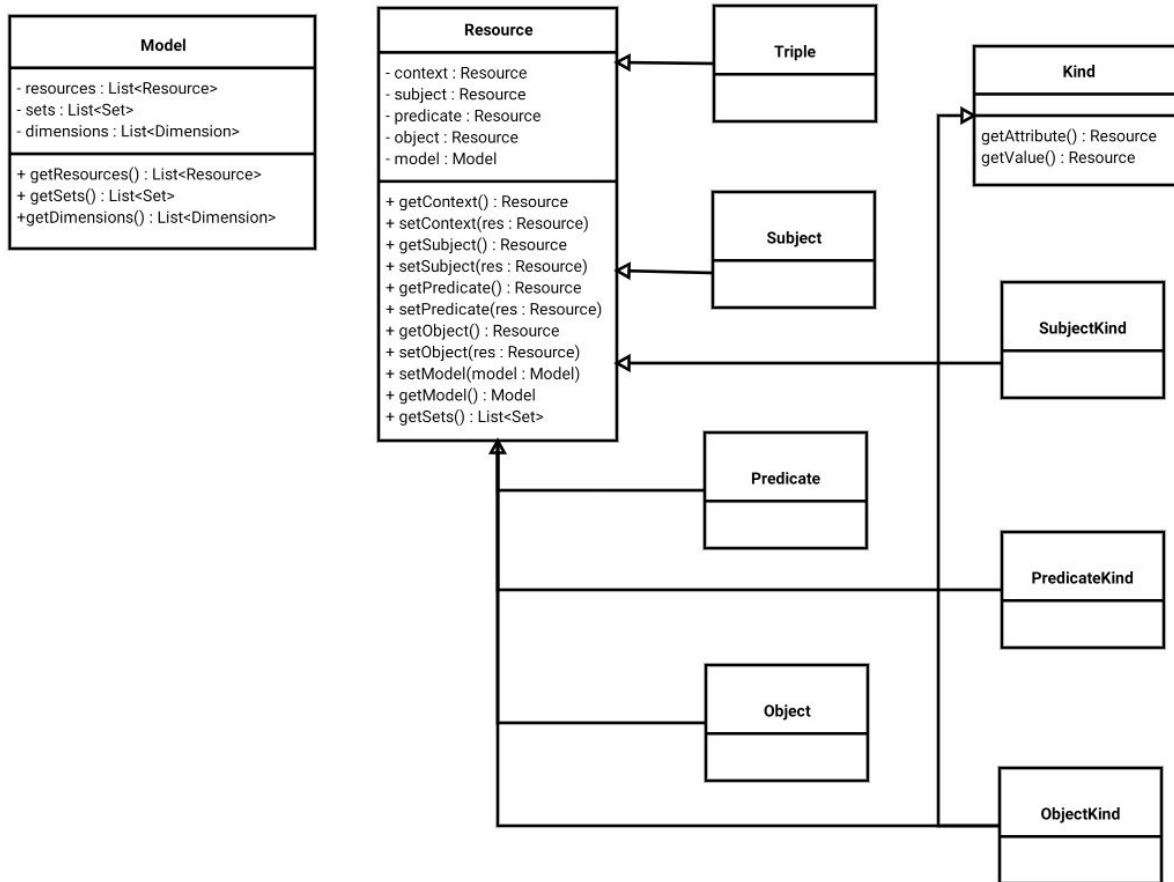 Model
- resources : List<Resource>
- sets : List<Set>
- dimensions : List<Dimension>
+ getResources() : List<Resource>
+ getSets() : List<Set>
+getDimensions() : List<Dimension>
Resource
- context : Resource
- subject : Resource
- predicate : Resource
- object : Resource
- model : Model
+ getContext() : Resource
+ setContext(res : Resource)
+ getSubject() : Resource
+ setSubject(res : Resource)
+ getPredicate() : Resource
+ setPredicate(res : Resource)
+ getObject() : Resource
+ setObject(res : Resource)
+ setModel(model : Model)
+ getModel() : Model
+ getSets() : List<Set>
Triple
Kind
getAttribute() : Resource
getValue() : Resource
Subject
SubjectKind
Predicate
PredicateKind
Object
ObjectKind